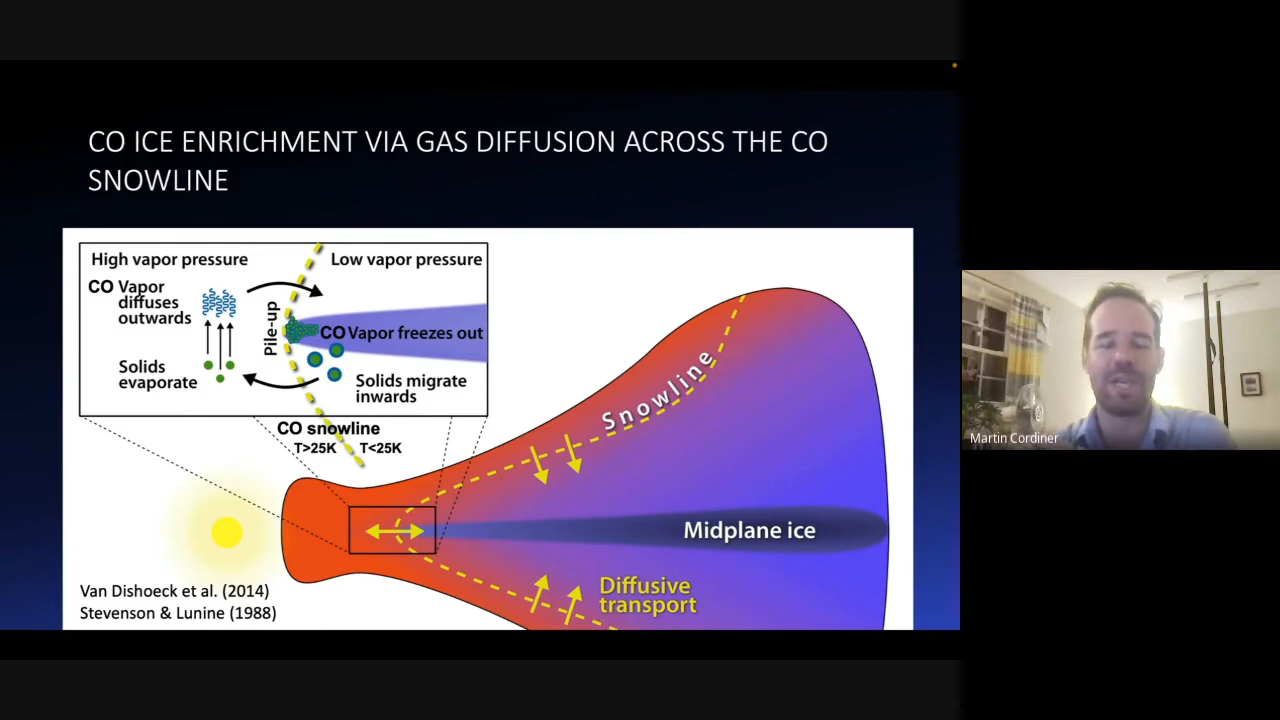 CO ICE ENRICHMENT VIA GAS DIFFUSION ACROSS THE CO
SNOWLINE
High vapor pressure
Low vapor pressure
CO Vapor
diffuses
outwards
Pile-up
CO Vapor freezes out
Solids
evaporate
Solids migrate
inwards
CO snowline
T>25K T<25K
Snowline
Midplane ice
Diffusive
transport
Van Dishoeck et al. (2014)
Stevenson & Lunine (1988)
Martin Cordiner